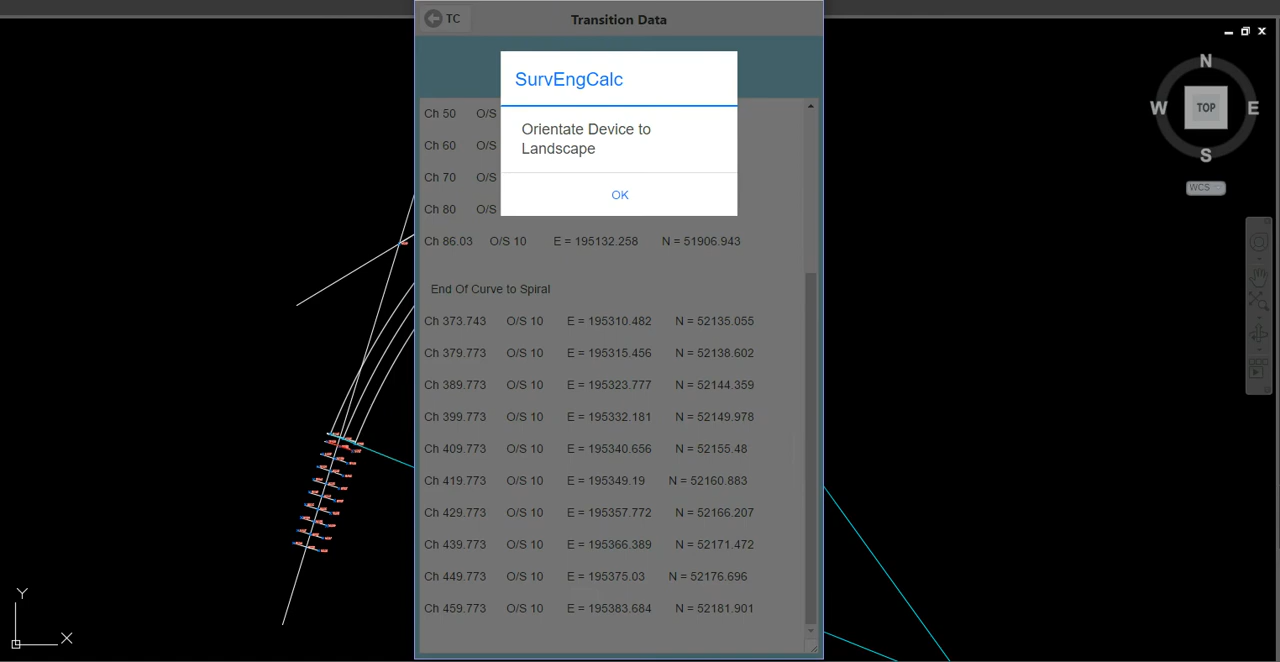 TC
Transition Data
SurvEngCalc
Orientate Device to
Landscape
OK
Ch 50 O/S
Ch 60 O/S
Ch 70 O/S
Ch 80 O/S
Ch 86.03 O/S 10 E = 195132.258 N = 51906.943
End Of Curve to Spiral
Ch 373.743 O/S 10 E = 195310.482 N = 52135.055
Ch 379.773 O/S 10 E = 195315.456 N = 52138.602
Ch 389.773 O/S 10 E = 195323.777 N = 52144.359
Ch 399.773 O/S 10 E = 195332.181 N = 52149.978
Ch 409.773 O/S 10 E = 195340.656 N = 52155.48
Ch 419.773 O/S 10 E = 195349.19 N = 52160.883
Ch 429.773 O/S 10 E = 195357.772 N = 52166.207
Ch 439.773 O/S 10 E = 195366.389 N = 52171.472
Ch 449.773 O/S 10 E = 195375.03 N = 52176.696
Ch 459.773 O/S 10 E = 195383.684 N = 52181.901
N
W TOP E
S
WCS
Y
X